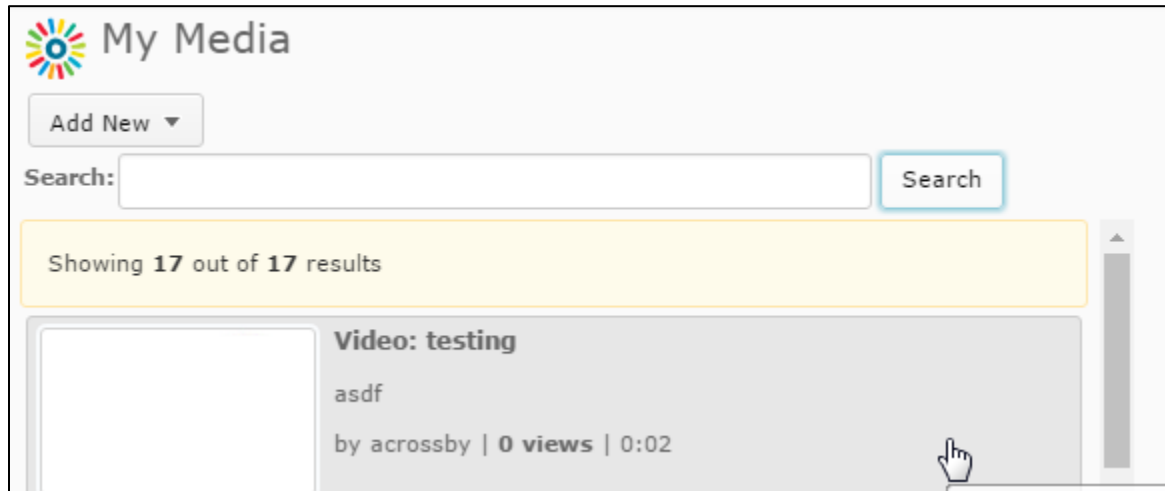 My Media
Add New
Search:
Search
Showing 17 out of 17 results
Video: testing
asdf
by acrossby | 0 views | 0:02